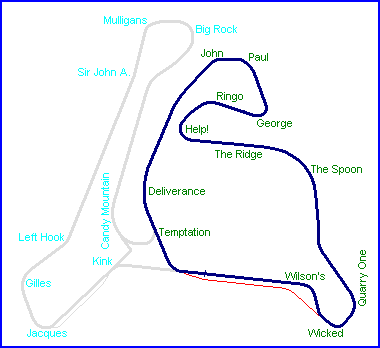 Mulligans
Big Rock
John
Paul
Sir John A.
Ringo
George
Help!
The Ridge
The Spoon
Candy Mountain
Deliverance
Temptation
Left Hook
Kink
Wilson's
Quarry One
Gilles
Jacques
Wicked